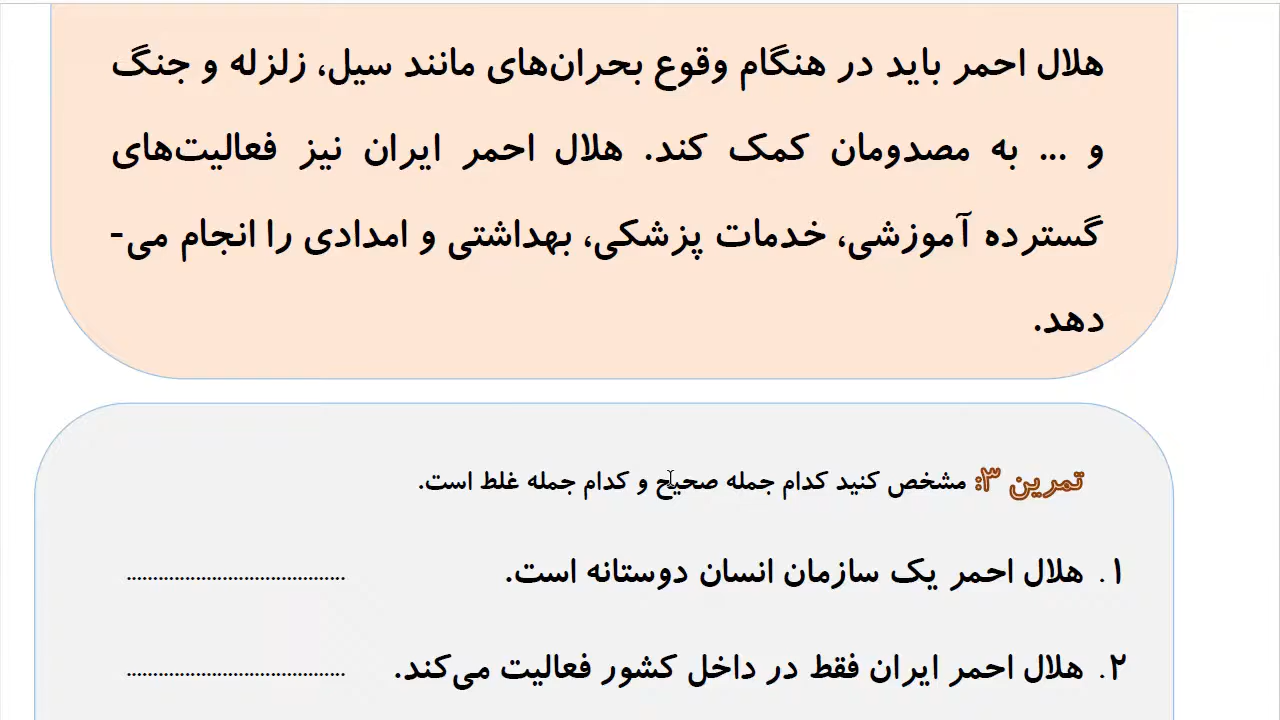 هلال احمر باید در هنگام وقوع بحران‌های مانند سیل، زلزله و جنگ
و ... به مصدومان کمک کند. هلال احمر ایران نیز فعالیت‌های
گسترده آموزشی، خدمات پزشکی، بهداشتی و امدادی را انجام می-
دهد.
تمرین ۳: مشخص کنید کدام جمله صحیح و کدام جمله غلط است.
۱. هلال احمر یک سازمان انسان دوستانه است. .........................................
۲. هلال احمر ایران فقط در داخل کشور فعالیت می‌کند. .........................................